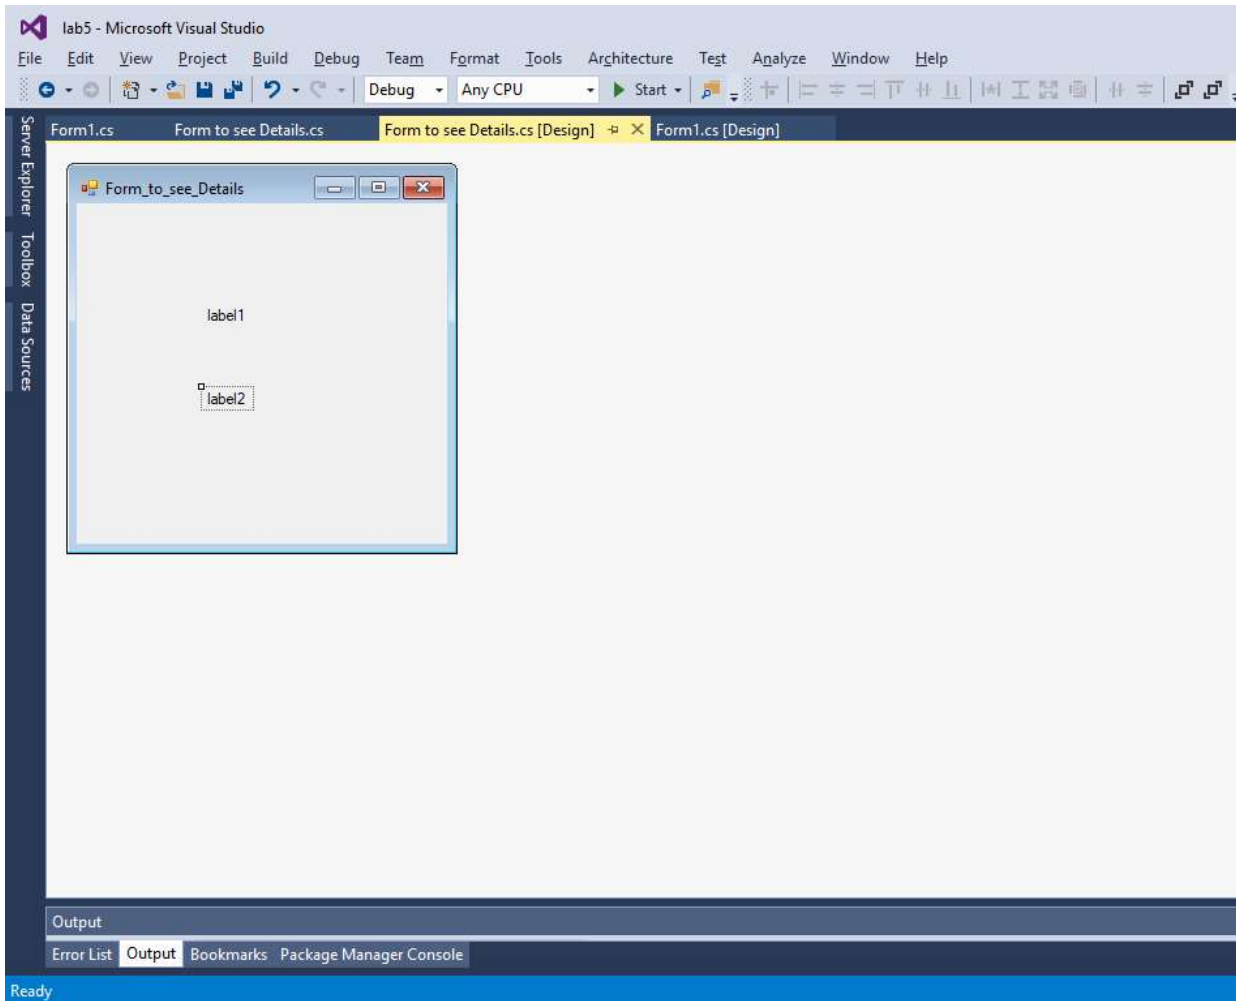 lab5 - Microsoft Visual Studio
File Edit View Project Build Debug Team Format Tools Architecture Test Analyze Window Help
Debug Any CPU Start
Form1.cs Form to see Details.cs Form to see Details.cs [Design] Form1.cs [Design]
Server Explorer
Toolbox
Data Sources
Form_to_see_Details
label1
label2
Output
Error List Output Bookmarks Package Manager Console
Ready